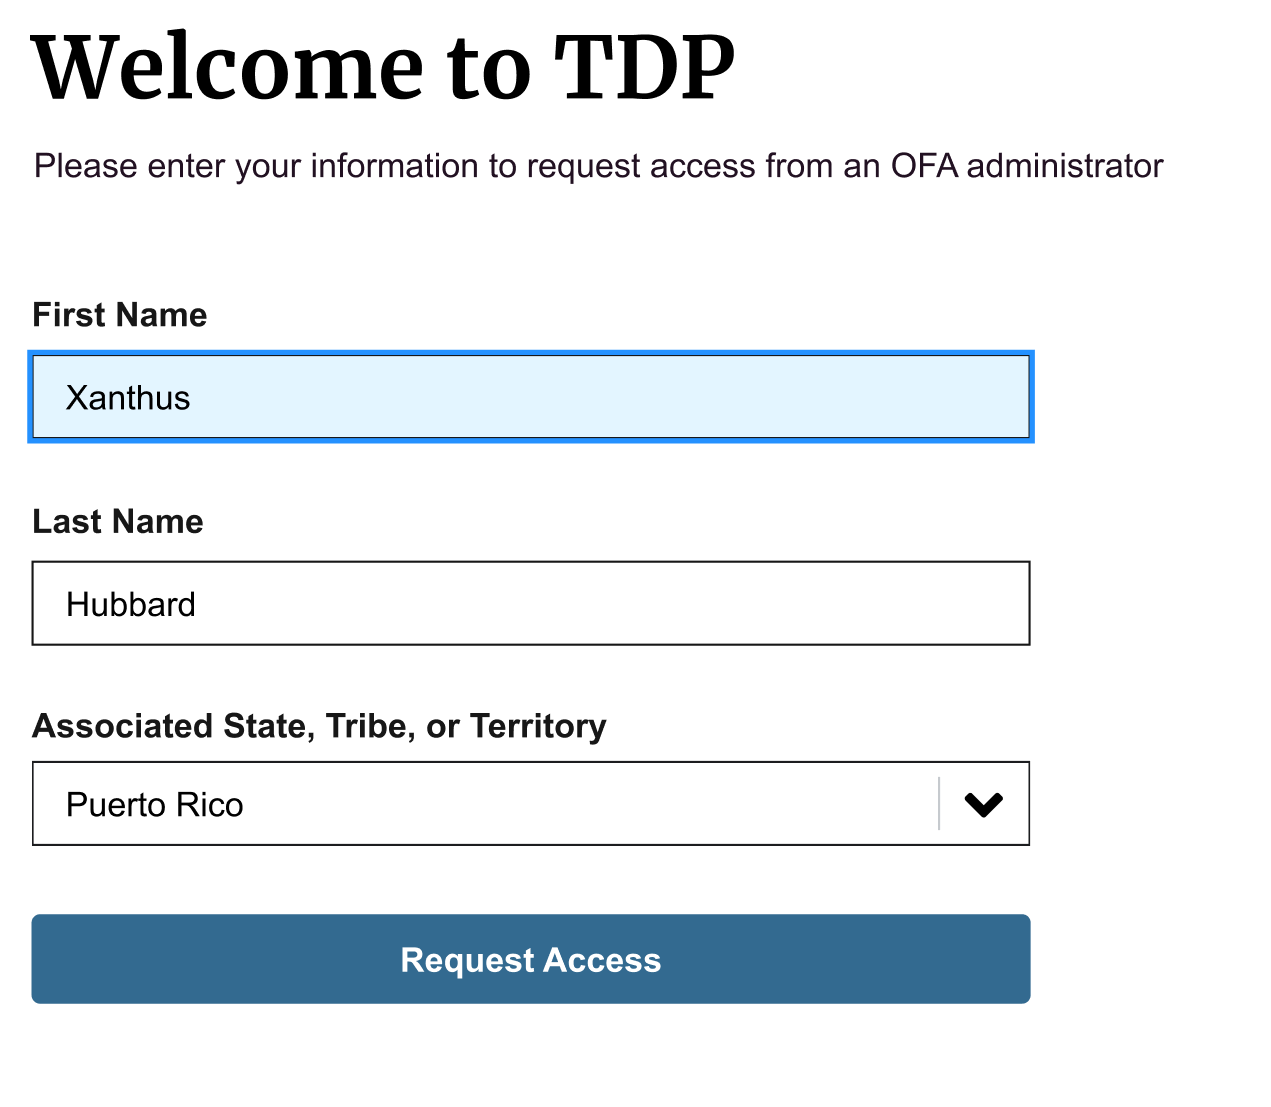 Welcome to TDP
Please enter your information to request access from an OFA administrator
First Name
Xanthus
Last Name
Hubbard
Associated State, Tribe, or Territory
Puerto Rico
Request Access